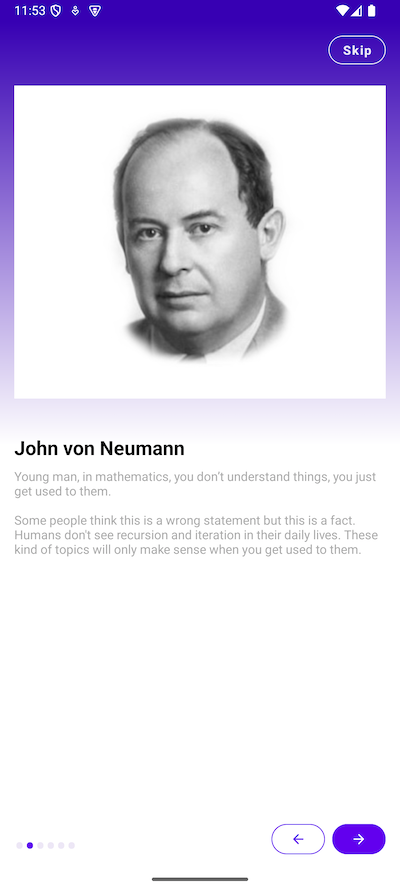 11:53
Skip
John von Neumann
Young man, in mathematics, you don't understand things, you just
get used to them.
Some people think this is a wrong statement but this is a fact.
Humans don't see recursion and iteration in their daily lives. These
kind of topics will only make sense when you get used to them.